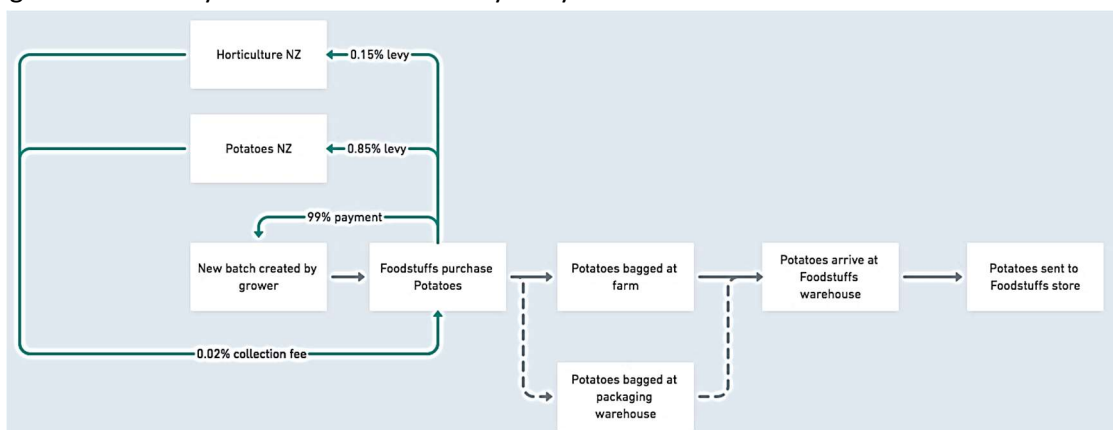 Horticulture NZ
0.15% levy
Potatoes NZ
0.85% levy
99% payment
New batch created by
grower
Foodstuffs purchase
Potatoes
Potatoes bagged at
farm
Potatoes arrive at
Foodstuffs
warehouse
Potatoes sent to
Foodstuffs store
0.02% collection fee
Potatoes bagged at
packaging
warehouse